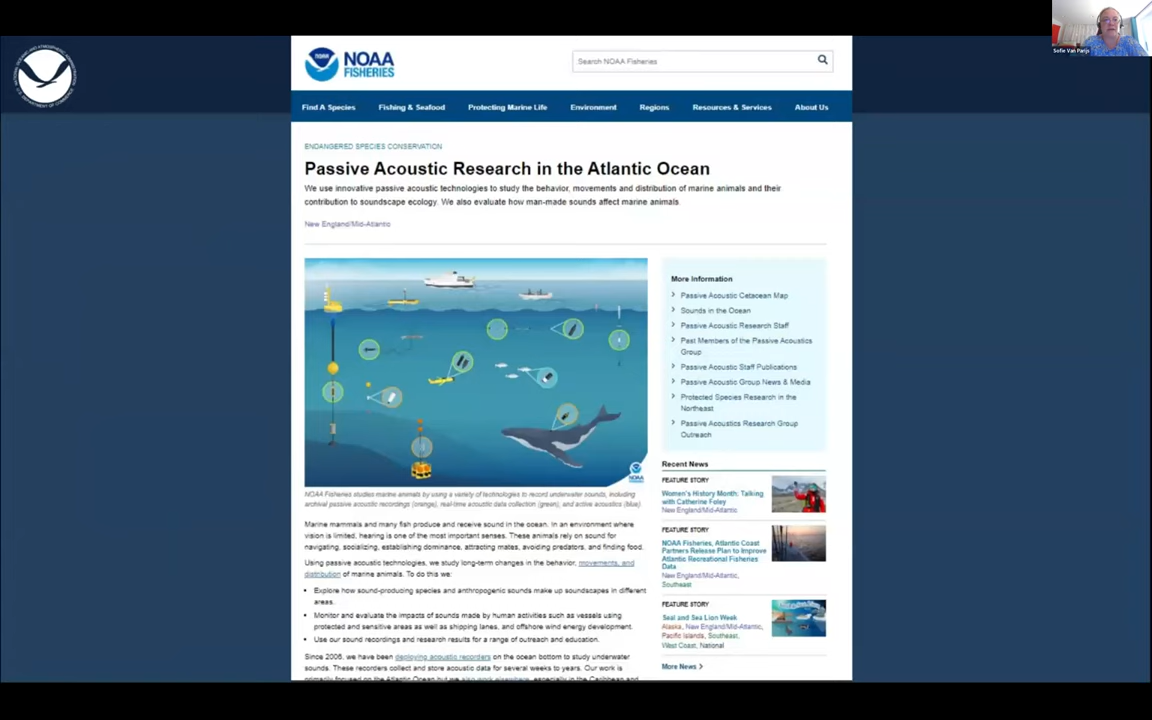 Sofie Van Parijs
NOAA
FISHERIES
Search NOAA Fisheries
Find A Species
Fishing & Seafood
Protecting Marine Life
Environment
Regions
Resources & Services
About Us
ENDANGERED SPECIES CONSERVATION
Passive Acoustic Research in the Atlantic Ocean
We use innovative passive acoustic technologies to study the behavior, movements and distribution of marine animals and their
contribution to soundscape ecology. We also evaluate how man-made sounds affect marine animals.
New England/Mid-Atlantic
NOAA
NOAA Fisheries studies marine animals by using a variety of technologies to record underwater sounds, including
archival passive acoustic recordings (orange), real-time acoustic data collection (green), and active acoustics (blue).
Marine mammals and many fish produce and receive sound in the ocean. In an environment where
vision is limited, hearing is one of the most important senses. These animals rely on sound for
navigating, socializing, establishing dominance, attracting mates, avoiding predators, and finding food.
Using passive acoustic technologies, we study long-term changes in the behavior, movements, and
distribution of marine animals. To do this we:
• Explore how sound-producing species and anthropogenic sounds make up soundscapes in different
areas.
• Monitor and evaluate the impacts of sounds made by human activities such as vessels using
protected and sensitive areas as well as shipping lanes, and offshore wind energy development.
• Use our sound recordings and research results for a range of outreach and education.
Since 2006, we have been deploying acoustic recorders on the ocean bottom to study underwater
sounds. These recorders collect and store acoustic data for several weeks to years. Our work is
primarily focused on the Atlantic Ocean but we also work elsewhere, especially in the Caribbean and
More Information
Passive Acoustic Cetacean Map
Sounds in the Ocean
Passive Acoustic Research Staff
Past Members of the Passive Acoustics
Group
Passive Acoustic Staff Publications
Passive Acoustic Group News & Media
Protected Species Research in the
Northeast
Passive Acoustics Research Group
Outreach
Recent News
FEATURE STORY
Women's History Month: Talking
with Catherine Foley
New England/Mid-Atlantic
FEATURE STORY
NOAA Fisheries, Atlantic Coast
Partners Release Plan to Improve
Atlantic Recreational Fisheries
Data
New England/Mid-Atlantic,
Southeast
FEATURE STORY
Seal and Sea Lion Week
Alaska, New England/Mid-Atlantic,
Pacific Islands, Southeast,
West Coast, National
More News >